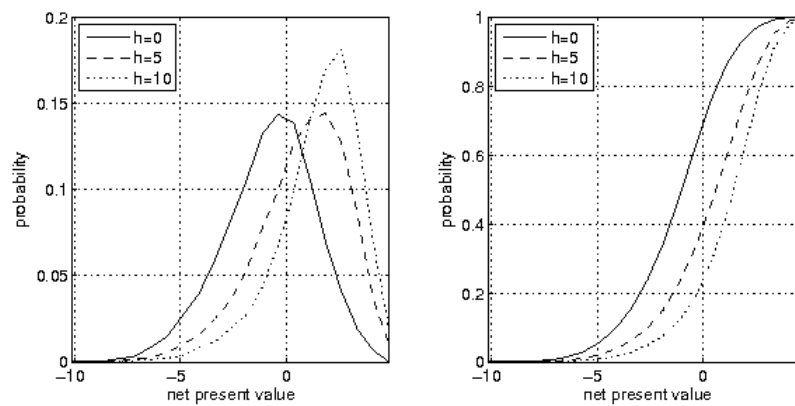 0.2
0.15
0.1
0.05
0
probability
h=0
h=5
h=10
−10
−5
0
net present value
1
0.8
0.6
0.4
0.2
0
probability
h=0
h=5
h=10
−10
−5
0
net present value